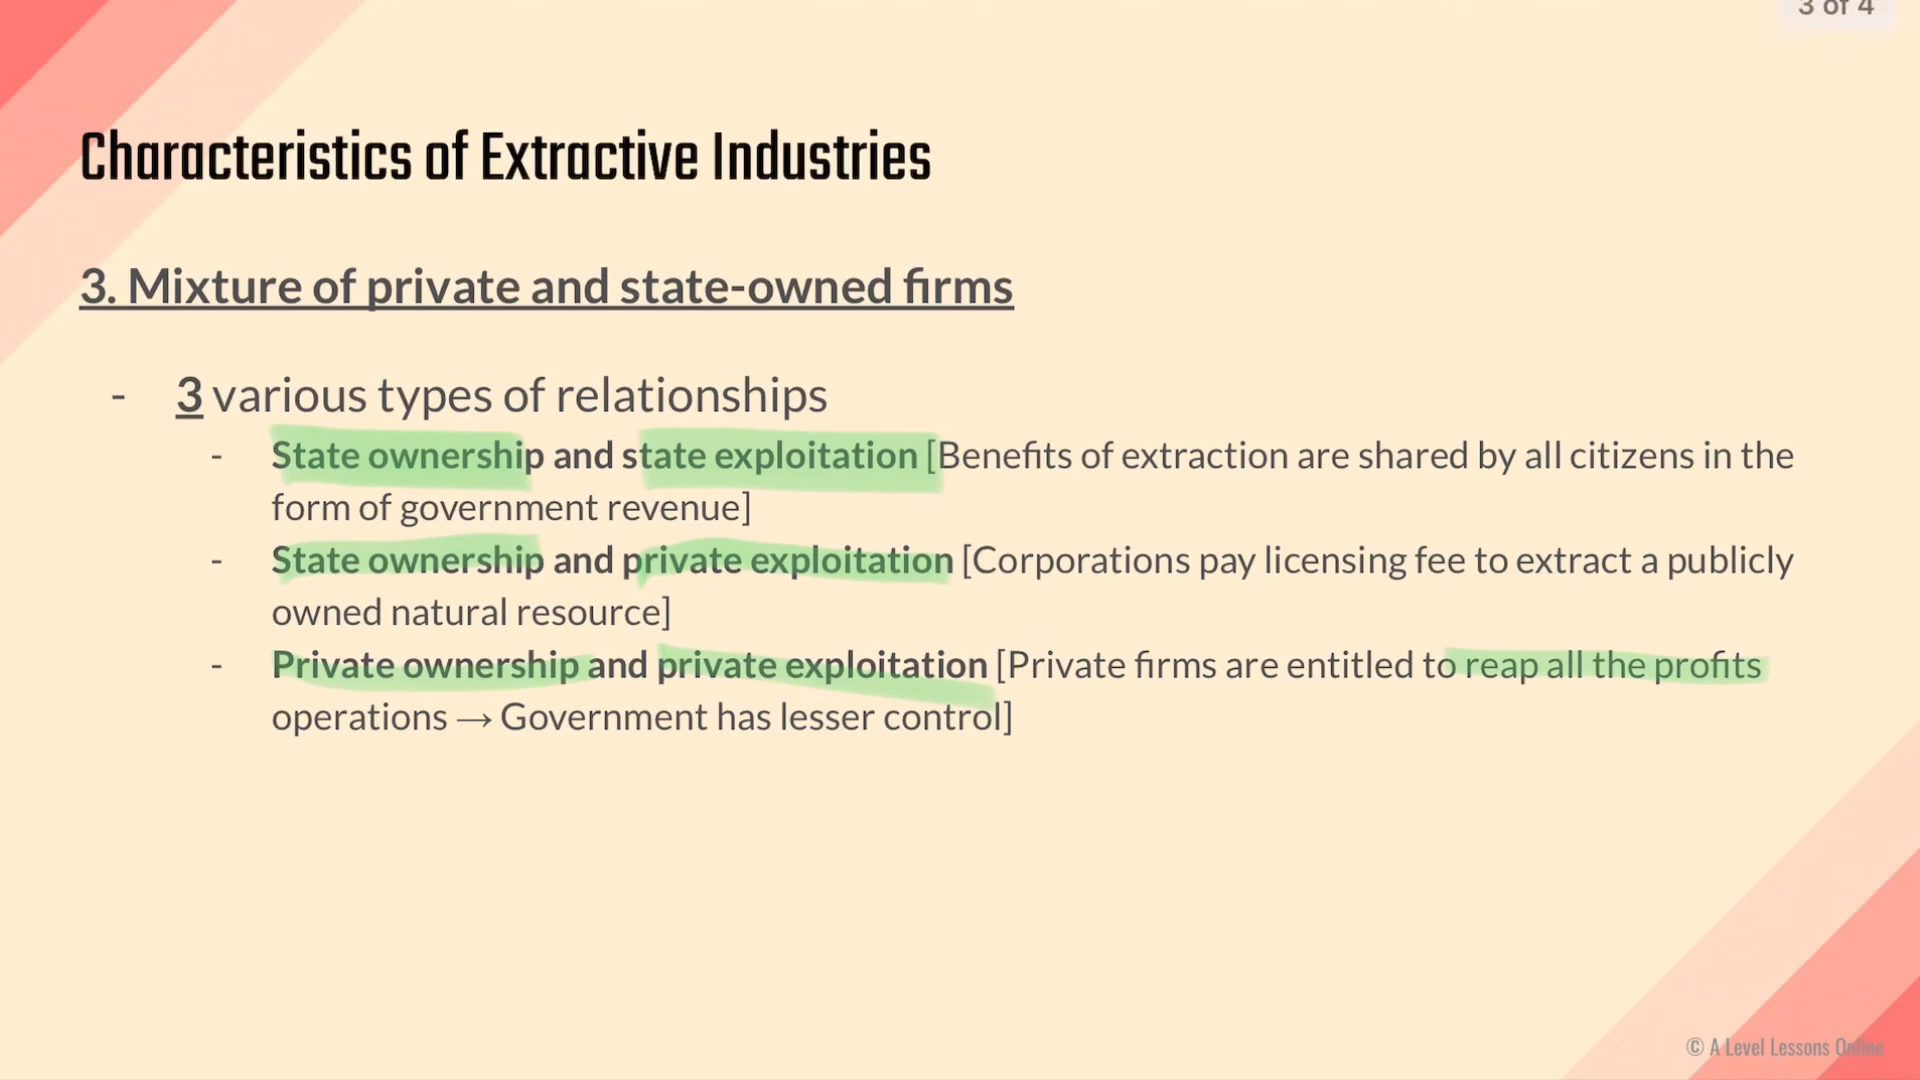 3 of 4
Characteristics of Extractive Industries
3. Mixture of private and state-owned firms
- 3 various types of relationships
- State ownership and state exploitation [Benefits of extraction are shared by all citizens in the
form of government revenue]
- State ownership and private exploitation [Corporations pay licensing fee to extract a publicly
owned natural resource]
- Private ownership and private exploitation [Private firms are entitled to reap all the profits
operations → Government has lesser control]
© A Level Lessons Online